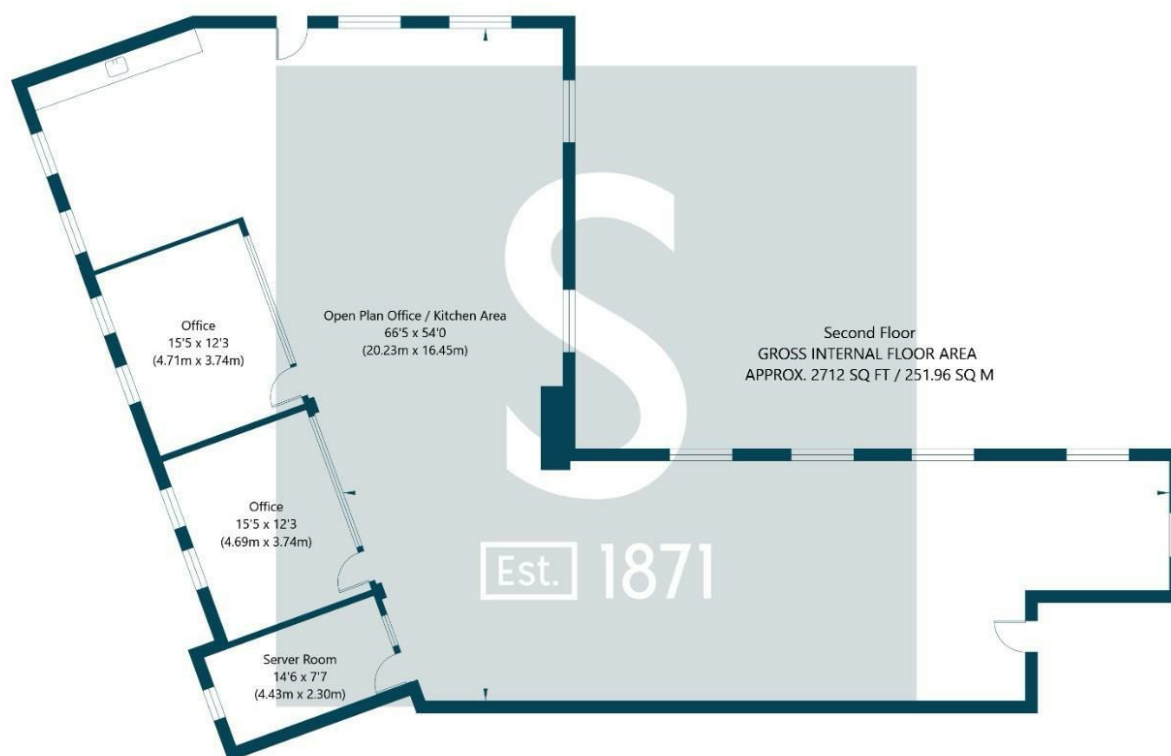 Office
15'5 x 12'3
(4.71m x 3.74m)
Open Plan Office / Kitchen Area
66'5 x 54'0
(20.23m x 16.45m)
Second Floor
GROSS INTERNAL FLOOR AREA
APPROX. 2712 SQ FT / 251.96 SQ M
Office
15'5 x 12'3
(4.69m x 3.74m)
S
Est. 1871
Server Room
14'6 x 7'7
(4.43m x 2.30m)